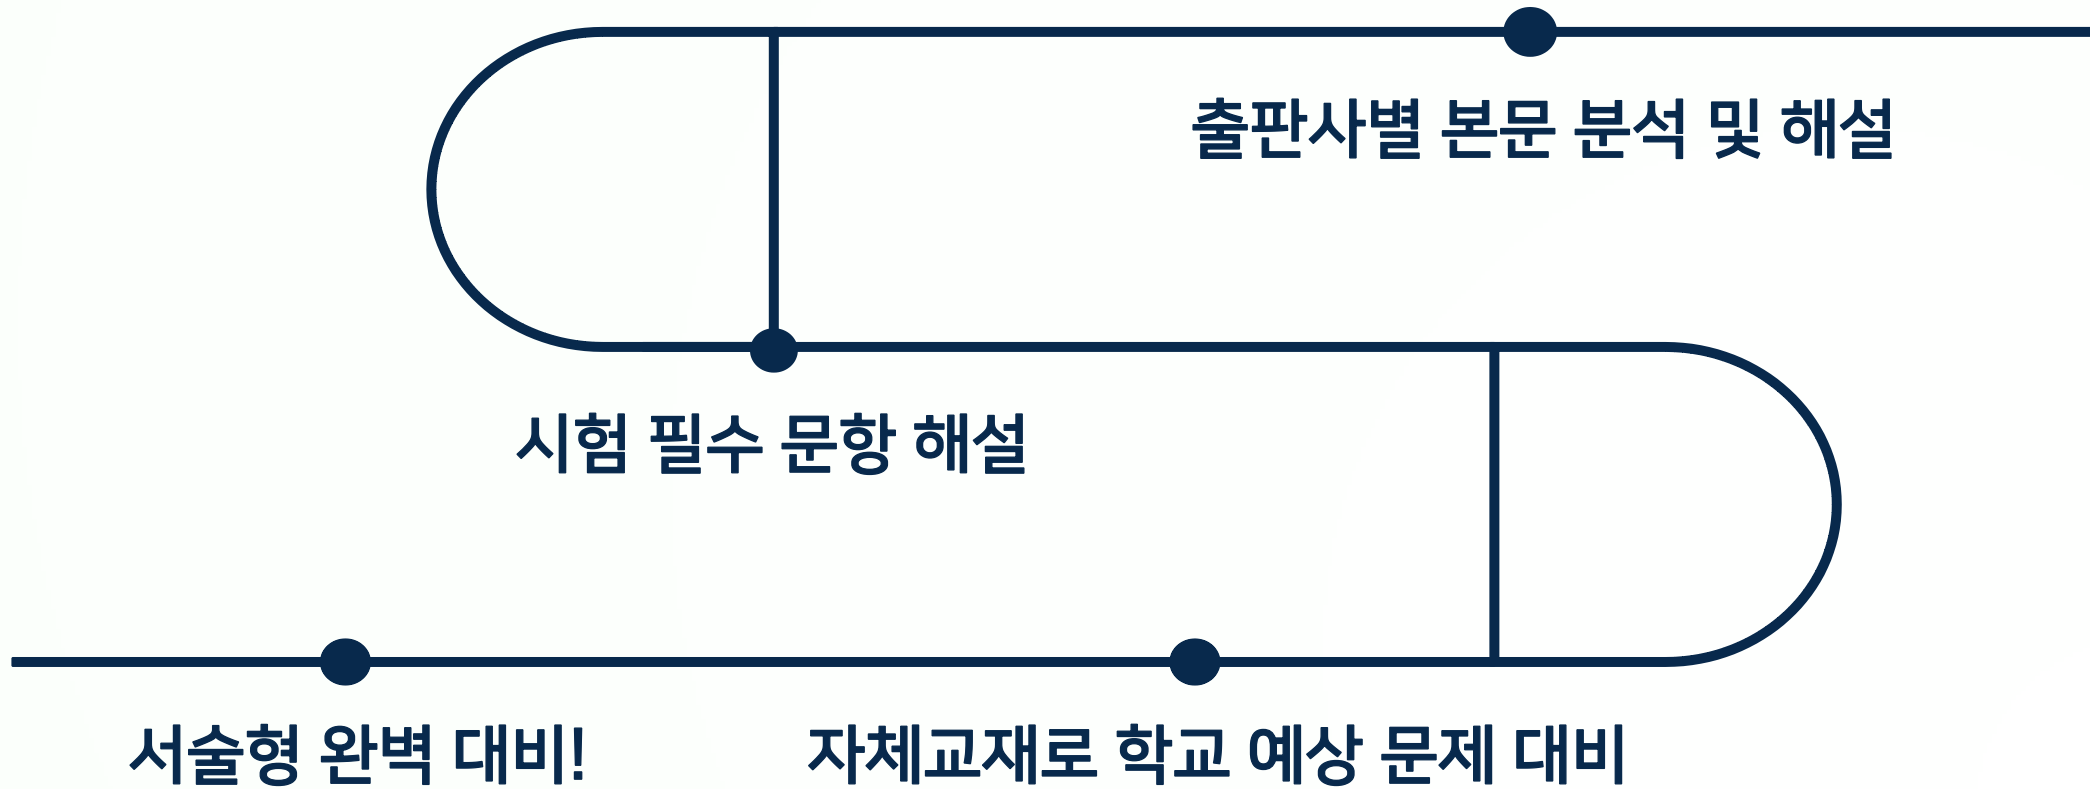 출판사별 본문 분석 및 해설
시험 필수 문항 해설
서술형 완벽 대비!
자체교재로 학교 예상 문제 대비